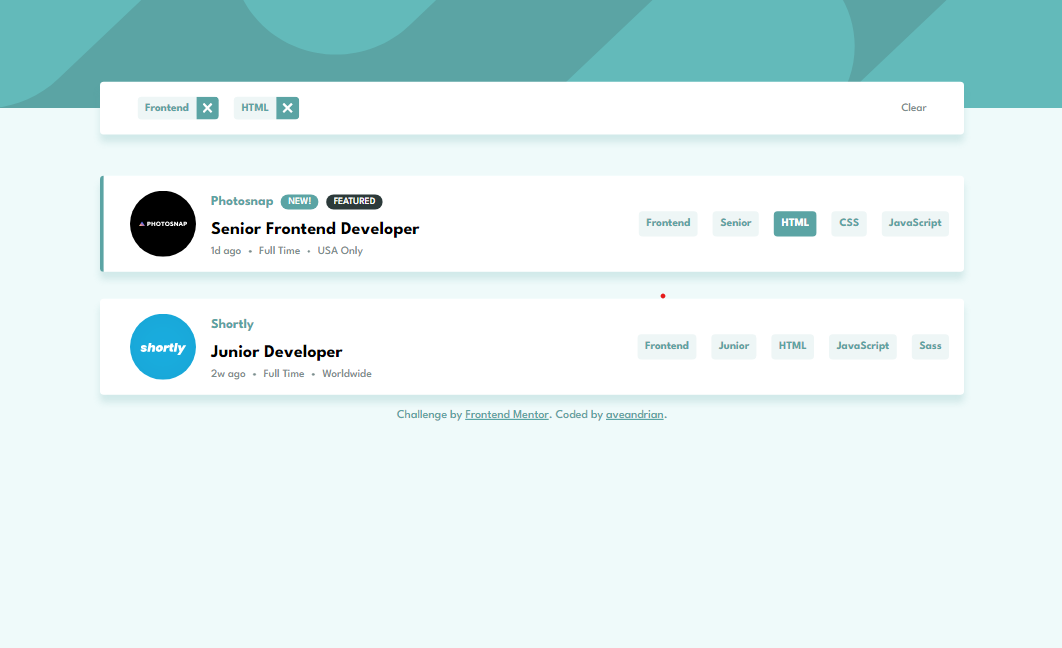 Frontend HTML Clear
Photosnap NEW! FEATURED
PHOTOSNAP
Senior Frontend Developer
1d ago • Full Time • USA Only
Frontend Senior HTML CSS JavaScript
Shortly
shortly
Junior Developer
2w ago • Full Time • Worldwide
Frontend Junior HTML JavaScript Sass
Challenge by Frontend Mentor. Coded by aveandrian.